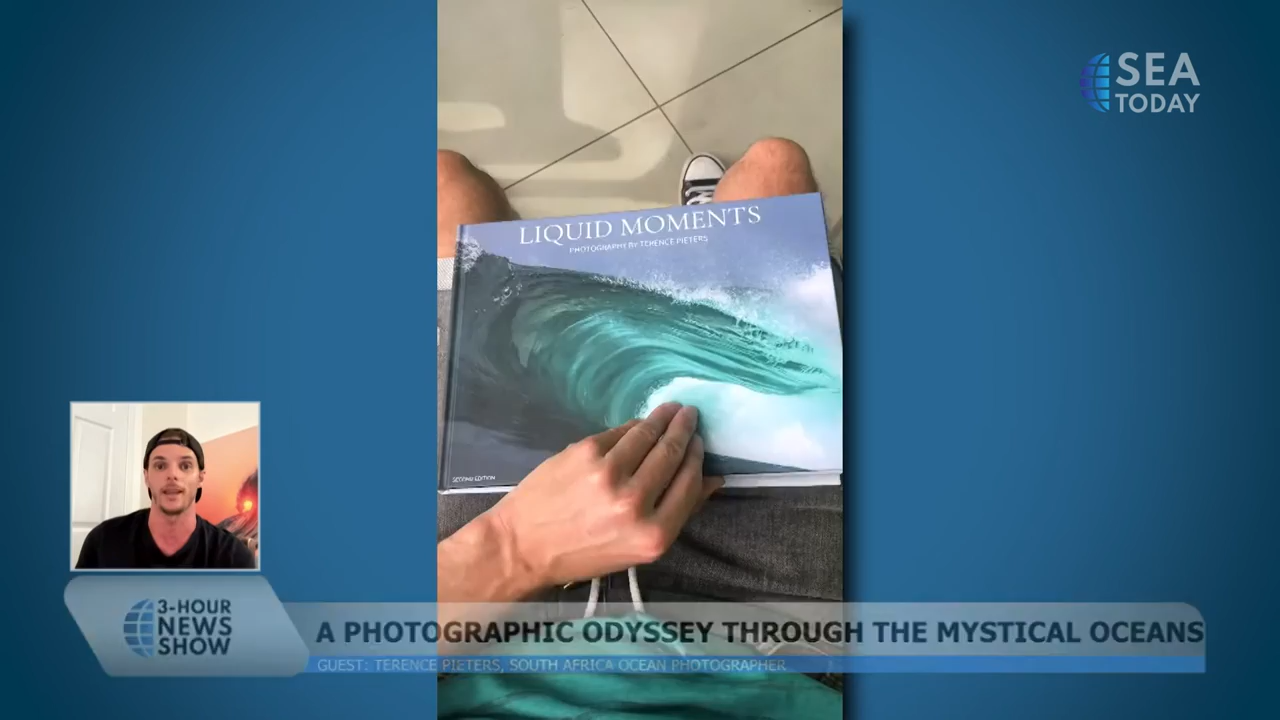 SEA
TODAY
LIQUID MOMENTS
PHOTOGRAPHY BY TERENCE PIETERS
SECOND EDITION
3-HOUR
NEWS
SHOW
A PHOTOGRAPHIC ODYSSEY THROUGH THE MYSTICAL OCEANS
GUEST: TERENCE PIETERS, SOUTH AFRICA OCEAN PHOTOGRAPHER